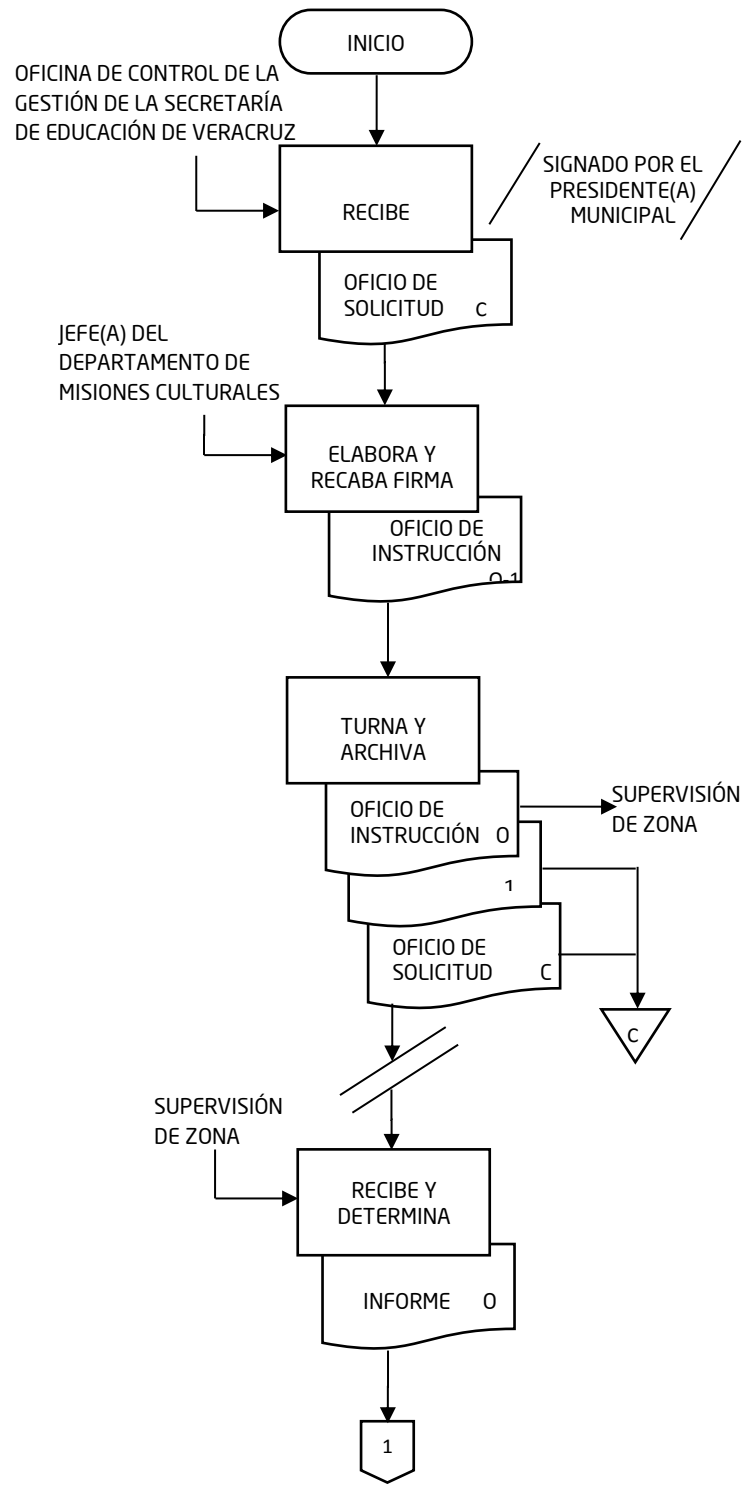 INICIO
OFICINA DE CONTROL DE LA
GESTIÓN DE LA SECRETARÍA
DE EDUCACIÓN DE VERACRUZ
RECIBE
SIGNADO POR EL
PRESIDENTE(A)
MUNICIPAL
OFICIO DE
SOLICITUD C
JEFE(A) DEL
DEPARTAMENTO DE
MISIONES CULTURALES
ELABORA Y
RECABA FIRMA
OFICIO DE
INSTRUCCIÓN
O-1
TURNA Y
ARCHIVA
OFICIO DE
INSTRUCCIÓN O
SUPERVISIÓN
DE ZONA
1
OFICIO DE
SOLICITUD C
C
SUPERVISIÓN
DE ZONA
RECIBE Y
DETERMINA
INFORME O
1